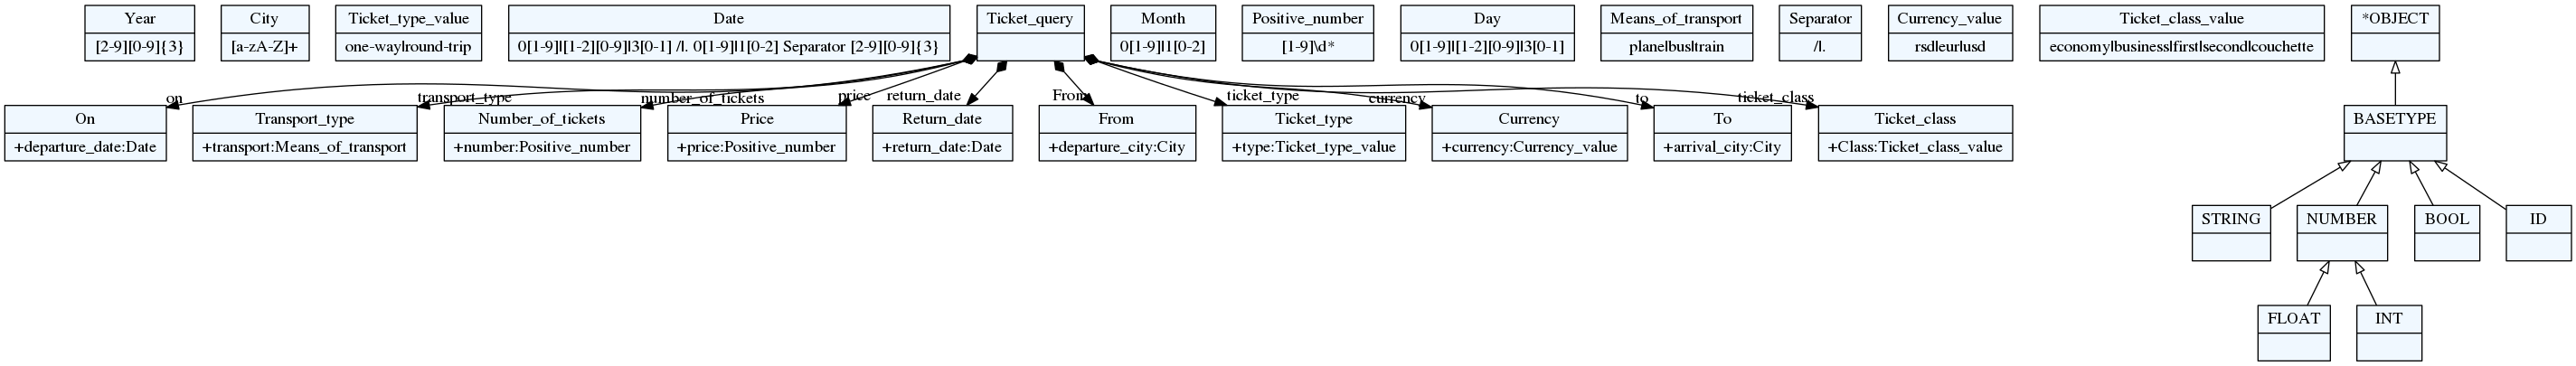 Year
[2-9][0-9]{3}
City
[a-zA-Z]+
Ticket_type_value
one-way|round-trip
Date
0[1-9]|[1-2][0-9]|3[0-1] /|. 0[1-9]|1[0-2] Separator [2-9][0-9]{3}
Ticket_query
Month
0[1-9]|1[0-2]
Positive_number
[1-9]\d*
Day
0[1-9]|[1-2][0-9]|3[0-1]
Means_of_transport
plane|bus|train
Separator
/|.
Currency_value
rsd|eur|usd
Ticket_class_value
economy|business|first|second|couchette
*OBJECT
on
transport_type
number_of_tickets
price
return_date
From
ticket_type
currency
to
ticket_class
On
+departure_date:Date
Transport_type
+transport:Means_of_transport
Number_of_tickets
+number:Positive_number
Price
+price:Positive_number
Return_date
+return_date:Date
From
+departure_city:City
Ticket_type
+type:Ticket_type_value
Currency
+currency:Currency_value
To
+arrival_city:City
Ticket_class
+Class:Ticket_class_value
BASETYPE
STRING
NUMBER
BOOL
ID
FLOAT
INT